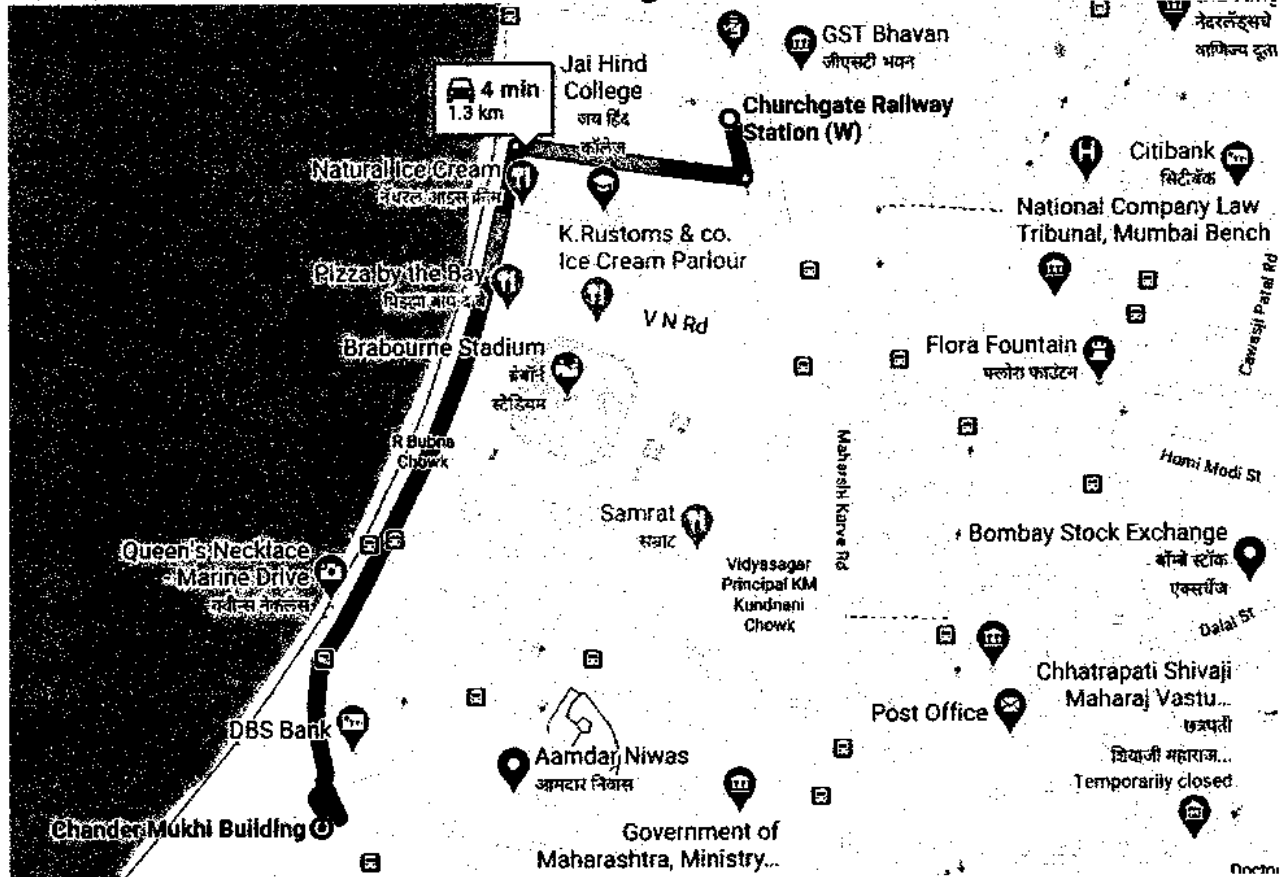 GST Bhavan
जीएसटी भवन
नेदरलॅंड्सचे
Jai Hind
College
जय हिंद
कॉलेज
4 min
1.3 km
Churchgate Railway
Station (W)
Natural Ice Cream
Citibank
सिटीबँक
National Company Law
Tribunal, Mumbai Bench
K.Rustoms & co.
Ice Cream Parlour
Pizza by the Bay
V N Rd
Cawasji Patel Rd
Brabourne Stadium
ब्रेबॉर्न
स्टेडियम
Flora Fountain
फ्लोरा फाउंटन
R Bubna
Chowk
Maharshi Karve Rd
Homi Modi St
Samrat
सम्राट
Bombay Stock Exchange
बॉम्बे स्टॉक
एक्सचेंज
Queen's Necklace
Marine Drive
क्वीन्स नेकलेस
Vidyasagar
Principal KM
Kundnani
Chowk
Dalal St
Chhatrapati Shivaji
Maharaj Vastu...
छत्रपती
शिवाजी महाराज...
Temporarily closed
Post Office
DBS Bank
Aamdar Niwas
आमदार निवास
Chander Mukhi Building
Government of
Maharashtra, Ministry...